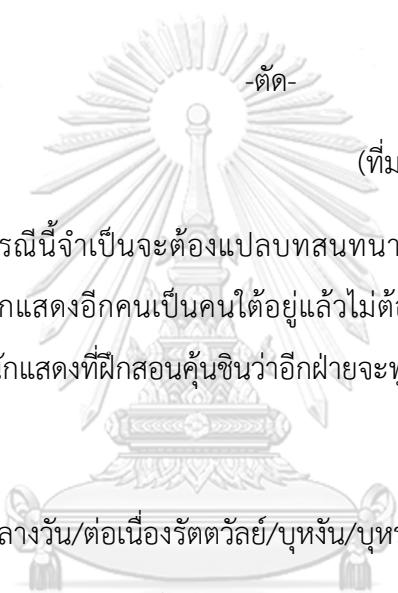 -ตัด-
(ที่ม
รณีนี้จำเป็นจะต้องแปลบทสนทนา
กแสดงอีกคนเป็นคนใต้อยู่แล้วไม่ต้อ
ักแสดงที่ฝึกสอนคุ้นชินว่าอีกฝ่ายจะพู
ลางวัน/ต่อเนื่องรัตตวัลย์/บุหงัน/บุหร